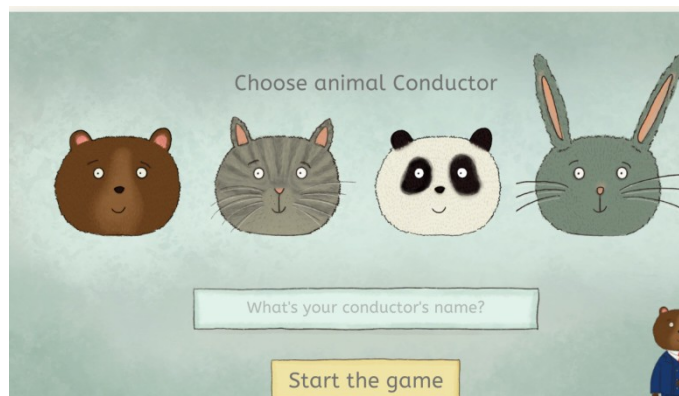 Choose animal Conductor
What's your conductor's name?
Start the game